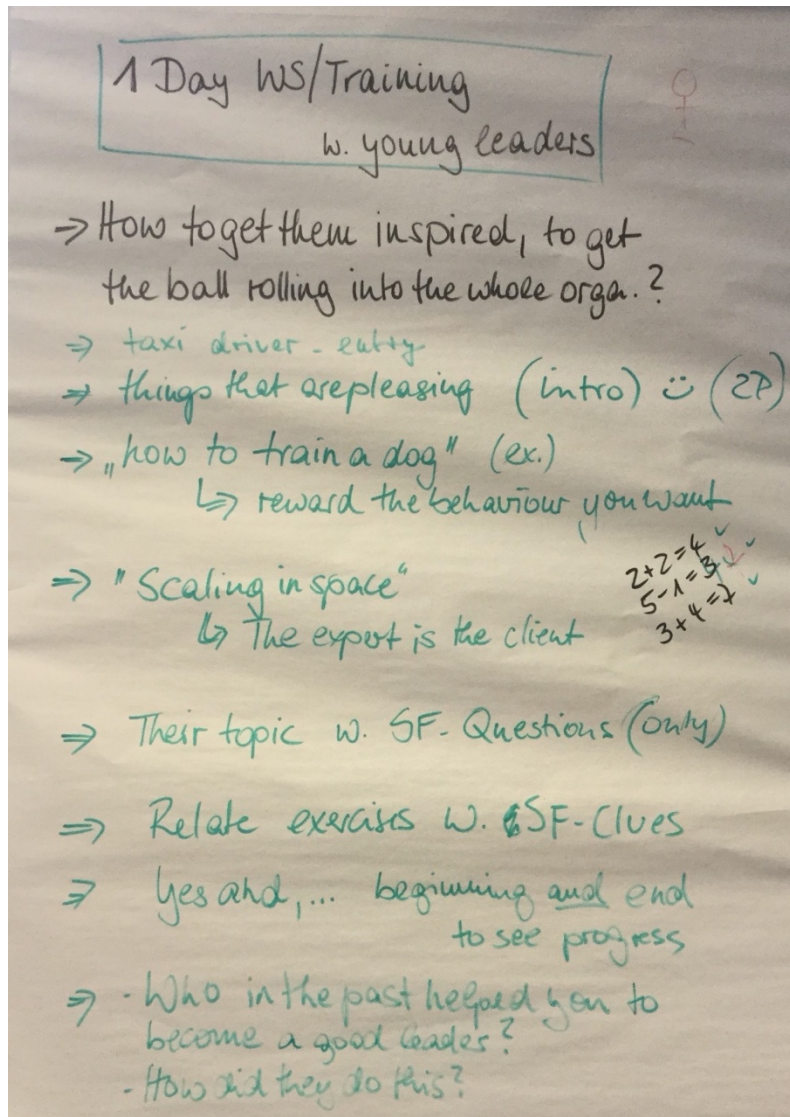 1 Day WS/Training
w. young leaders
→ How to get them inspired, to get
the ball rolling into the whole orga.?
⇒ taxi driver - entry
⇒ things that are pleasing (intro) :) (2P)
→ „how to train a dog" (ex.)
↳ reward the behaviour you want
2+2=4 ✓
5-1=3 ✓
3+4=7 ✓
⇒ "Scaling in space"
↳ The expert is the client
⇒ Their topic w. SF-Questions (only)
⇒ Relate exercises w. SF-Clues
⇒ Yes and,... beginning and end
to see progress
⇒ - Who in the past helped you to
become a good leader?
- How did they do this?